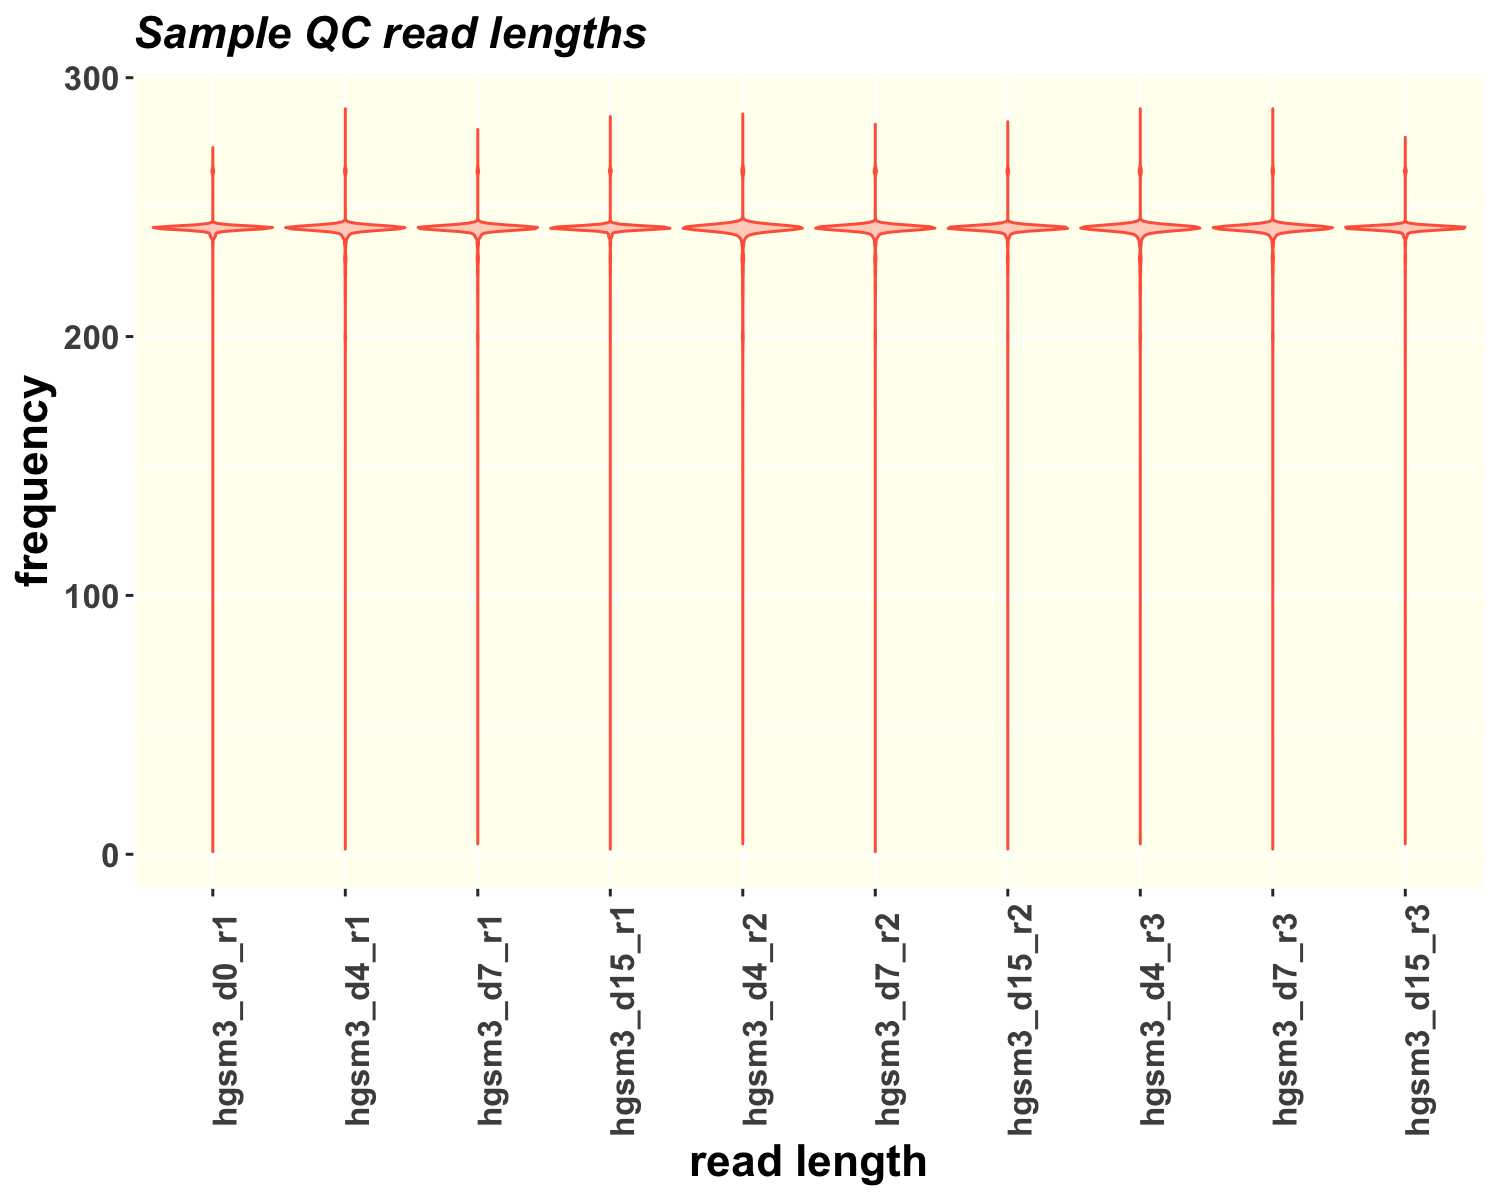 Sample QC read lengths
300
200
100
0
frequency
hgsm3_d0_r1
hgsm3_d4_r1
hgsm3_d7_r1
hgsm3_d15_r1
hgsm3_d4_r2
hgsm3_d7_r2
hgsm3_d15_r2
hgsm3_d4_r3
hgsm3_d7_r3
hgsm3_d15_r3
read length